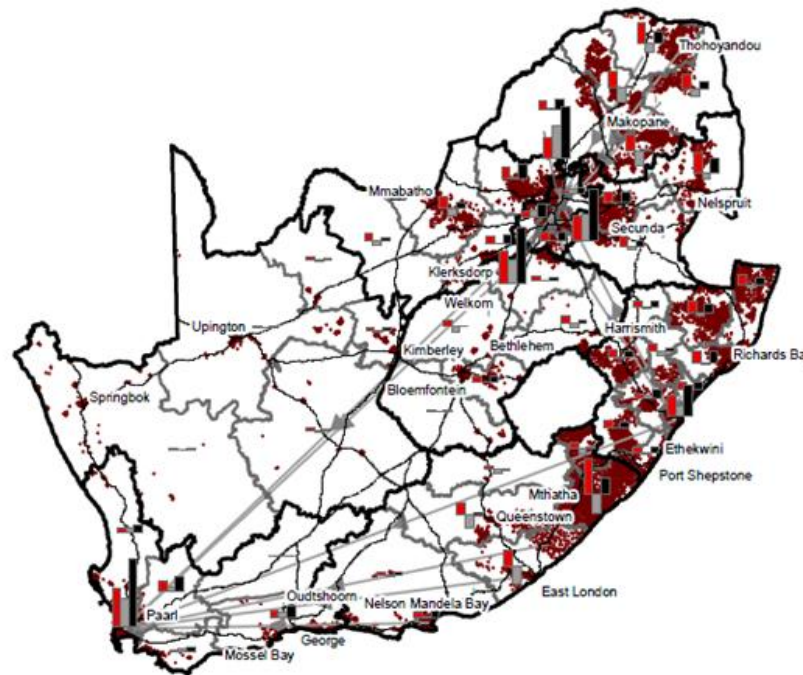 Thohoyandou
Makopane
Mmabatho
Nelspruit
Secunda
Klerksdorp
Welkom
Upington
Harrismith
Kimberley
Bethlehem
Richards Ba
Springbok
Bloemfontein
Ethekwini
Port Shepstone
Mthatha
Queenstown
East London
Oudtshoorn
Nelson Mandela Bay
Paarl
George
Mossel Bay